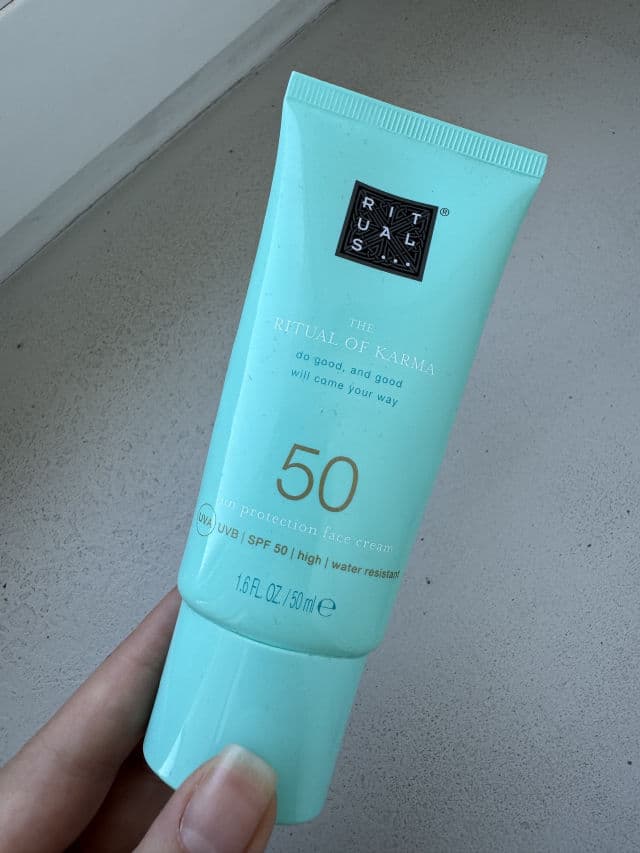 RIT
UAL
S...
®
THE
RITUAL OF KARMA
do good, and good
will come your way
50
sun protection face cream
UVA UVB | SPF 50 | high | water resistant
1.6 FL. OZ. / 50 ml ℮